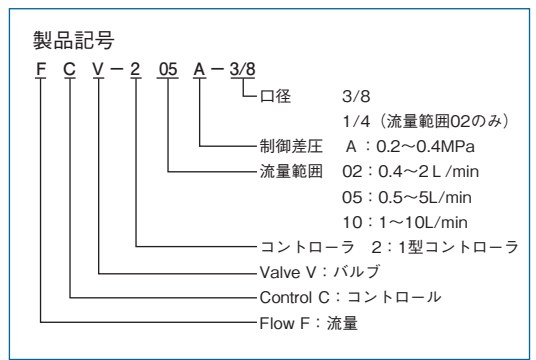 製品記号
F C V－2 05 A－3/8
口径 3/8
1/4（流量範囲02のみ）
制御差圧 A：0.2〜0.4MPa
流量範囲 02：0.4〜2L/min
05：0.5〜5L/min
10：1〜10L/min
コントローラ 2：1型コントローラ
Valve V：バルブ
Control C：コントロール
Flow F：流量